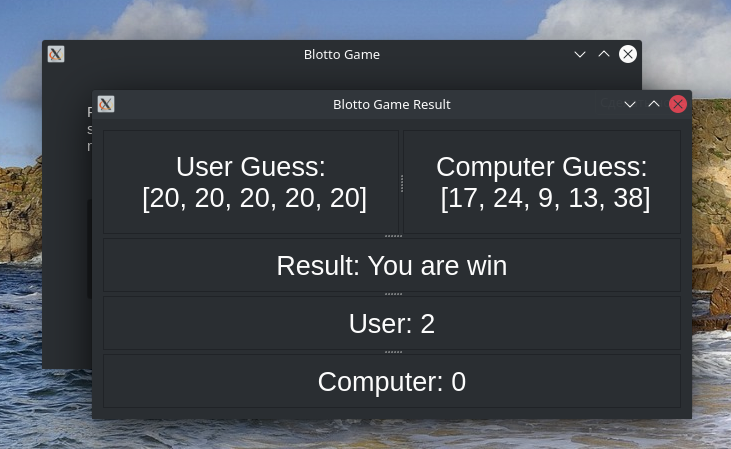 Blotto Game
Blotto Game Result
User Guess:
[20, 20, 20, 20, 20]
Computer Guess:
[17, 24, 9, 13, 38]
Result: You are win
User: 2
Computer: 0